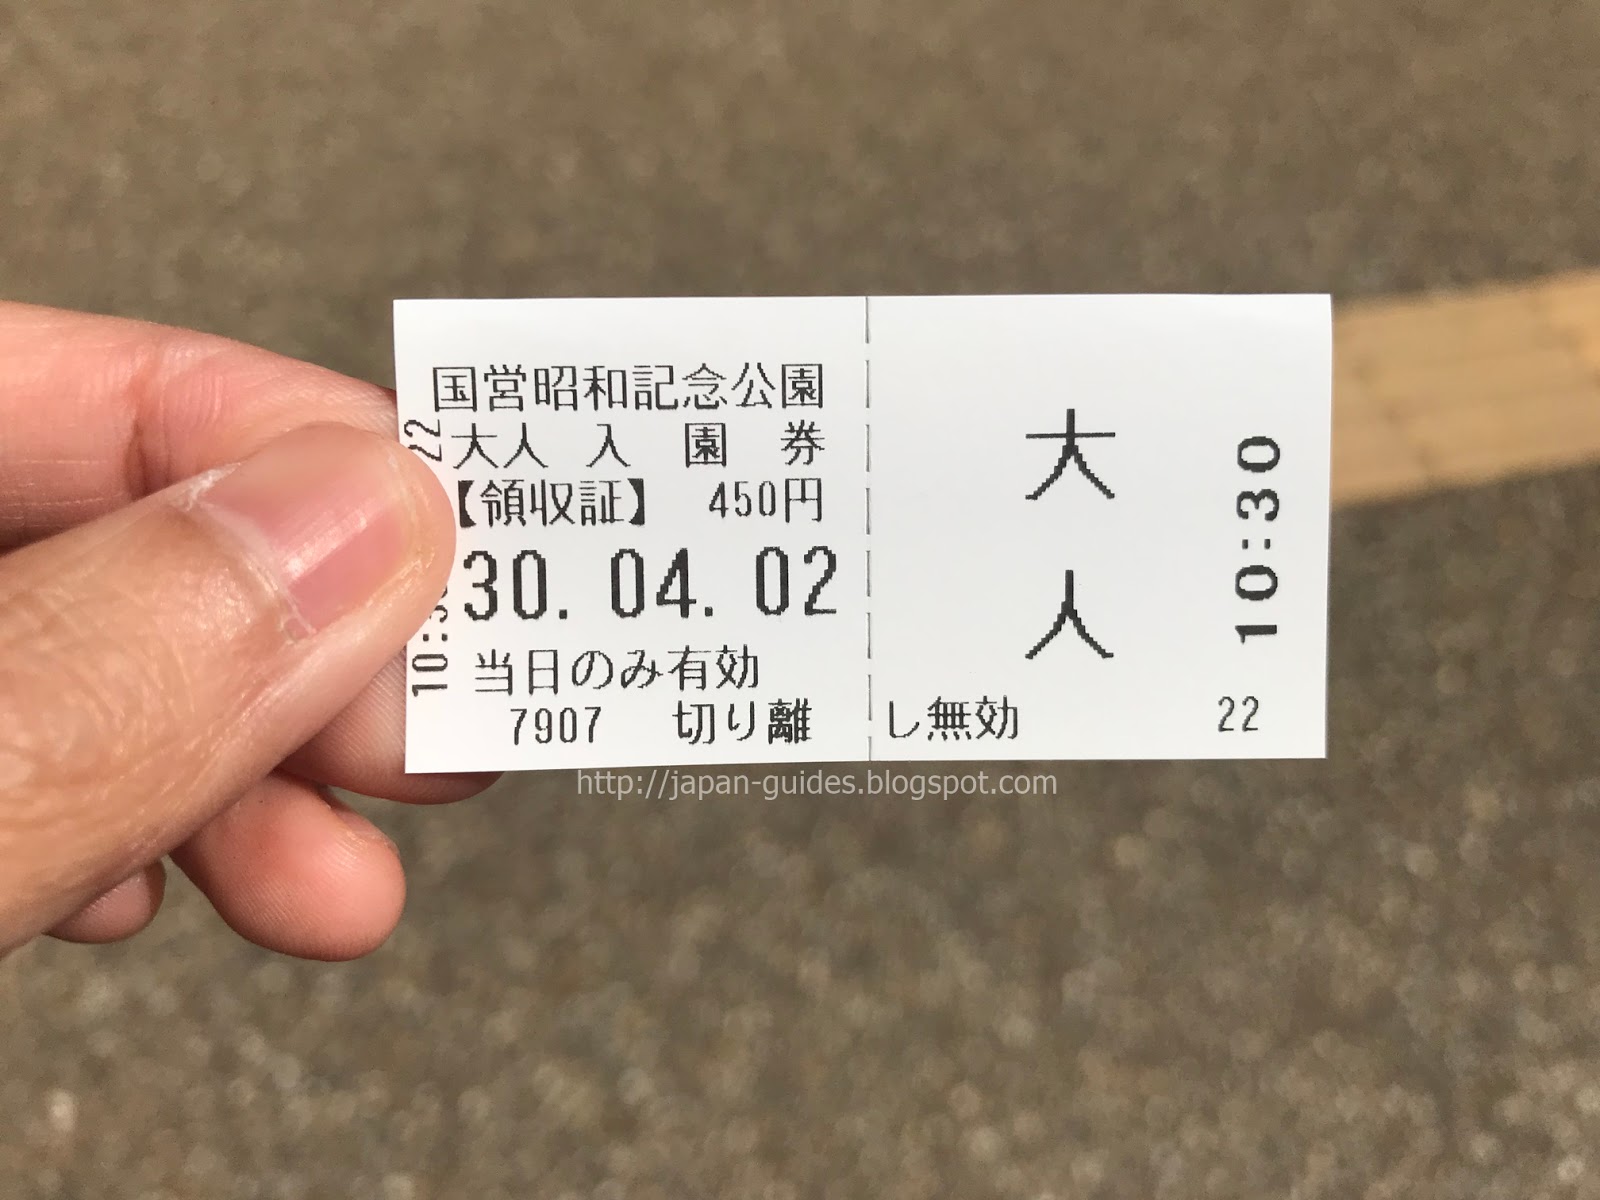 国営昭和記念公園
大人 入 園 券
【領収証】 450円
30.04.02
当日のみ有効
7907 切り離し無効 22
22
大人
10:30
http://japan-guides.blogspot.com